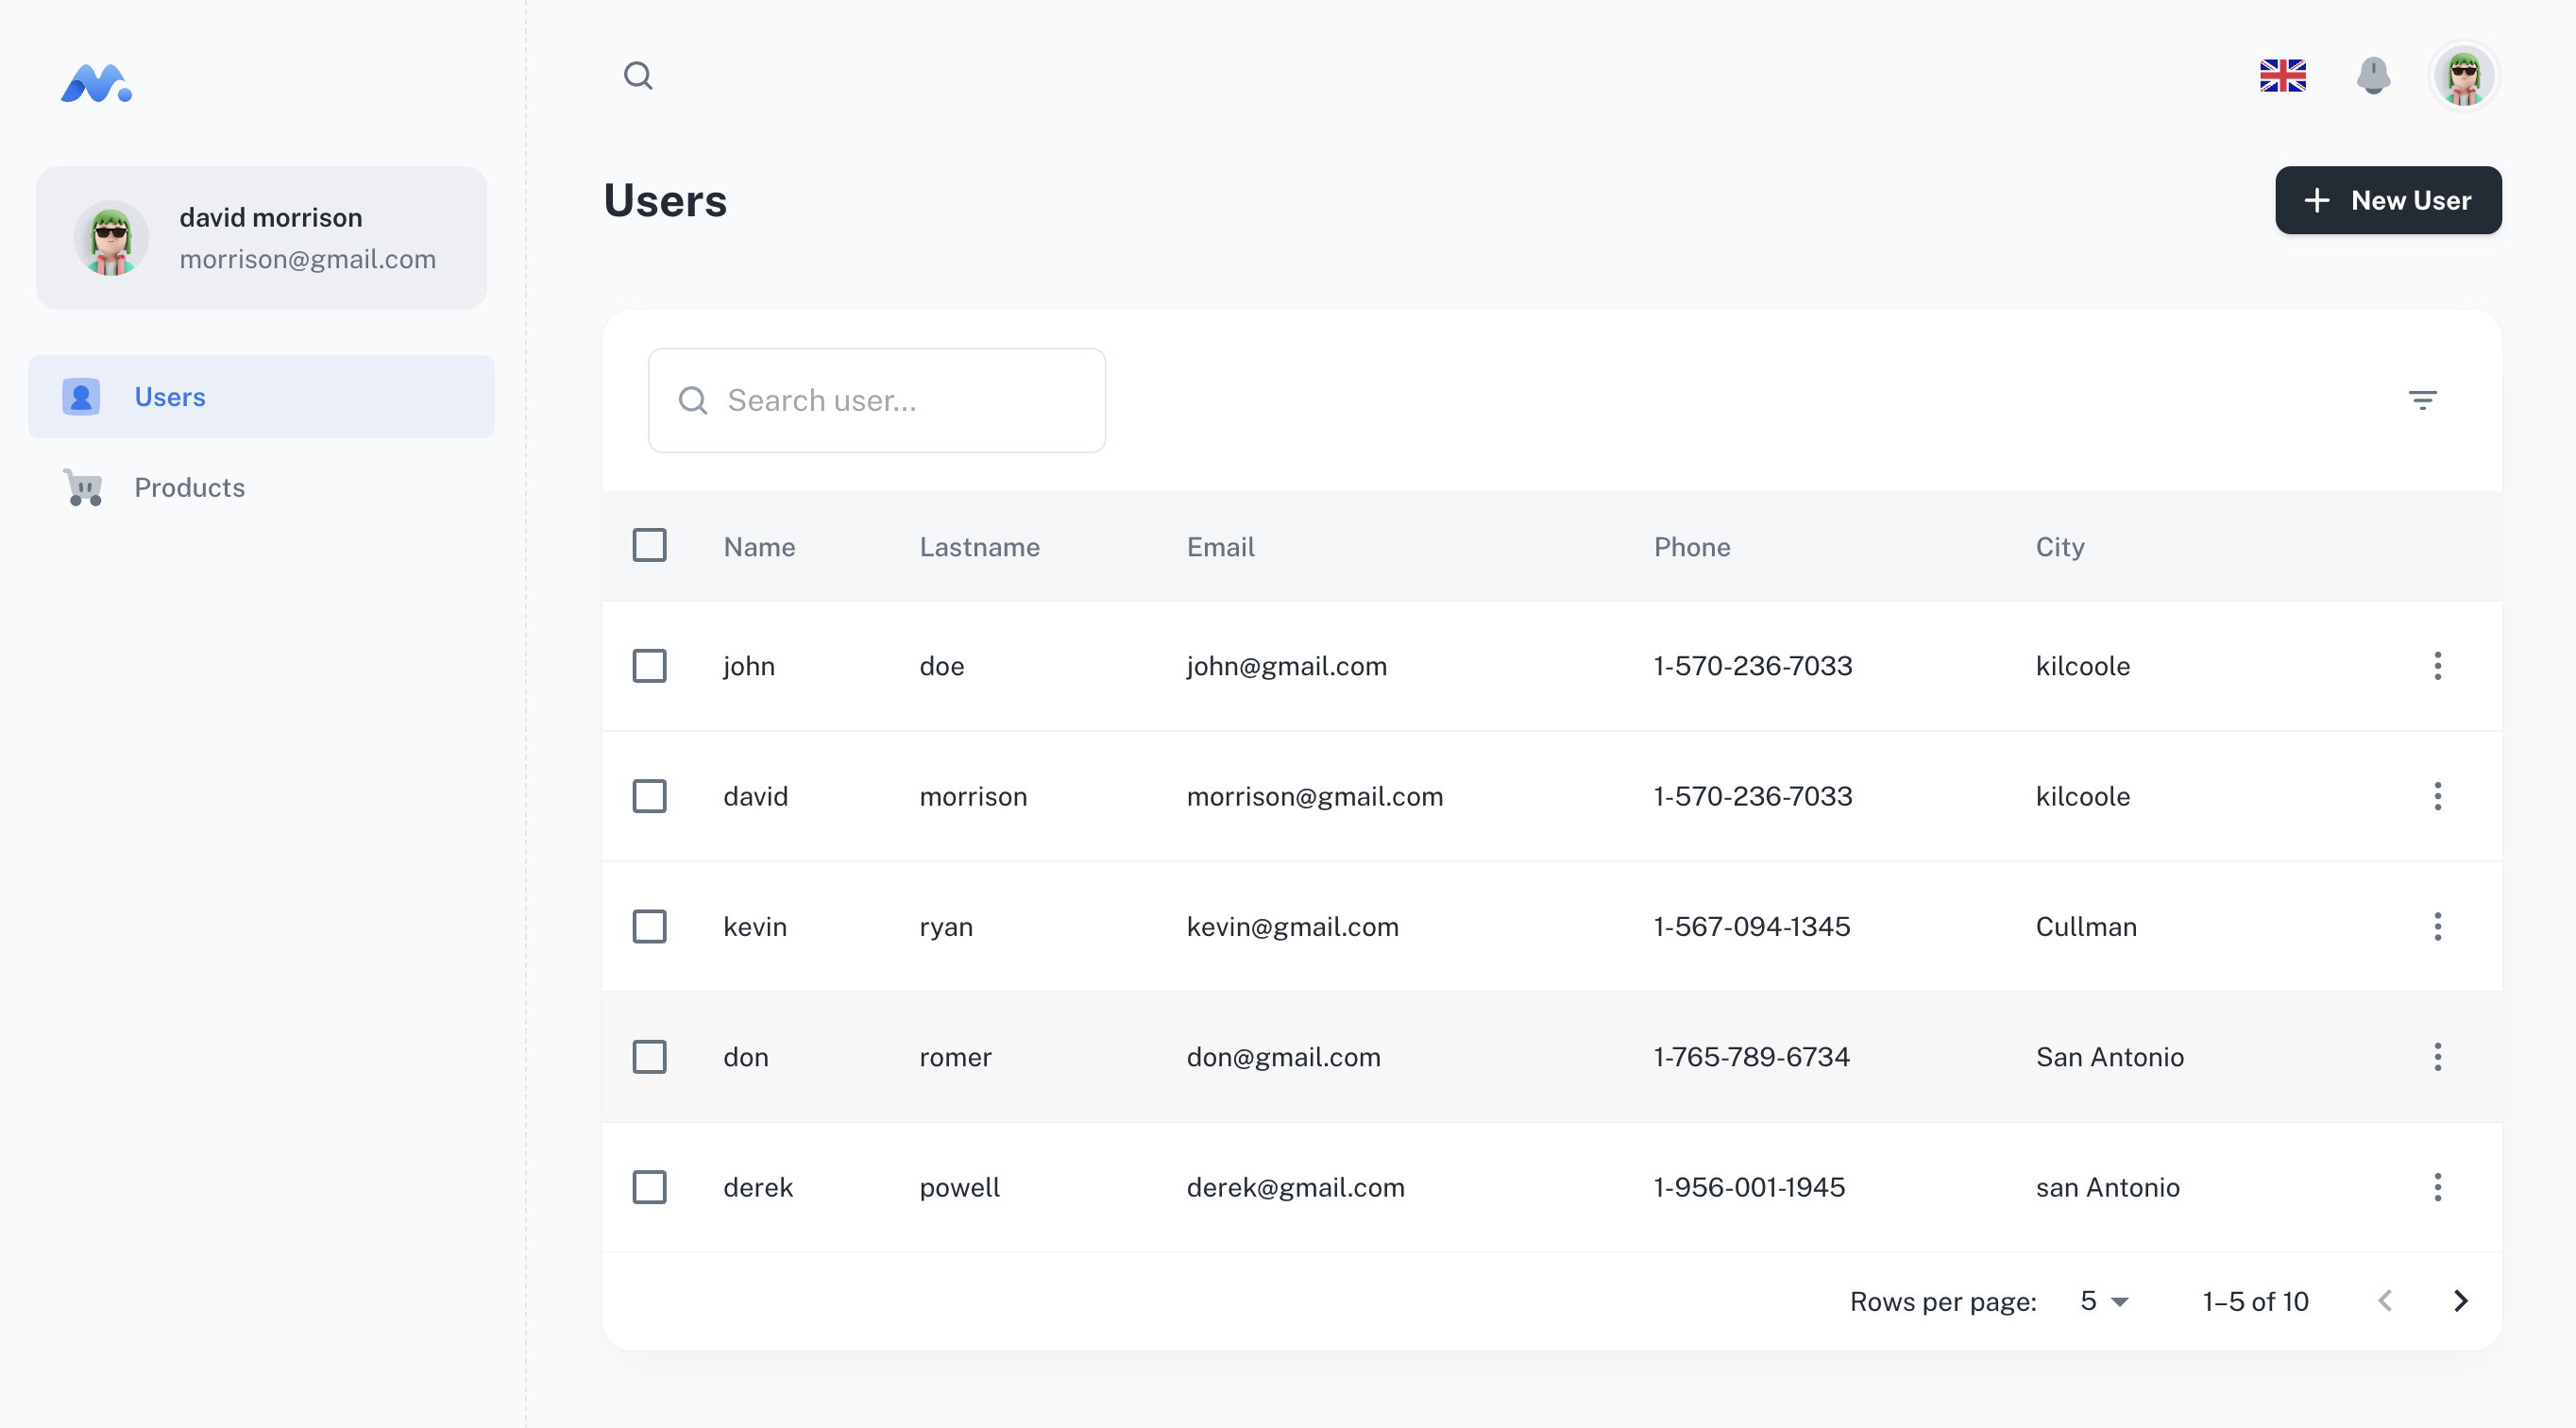 david morrison
morrison@gmail.com
Users
Products
Users
New User
Search user...
Name Lastname Email Phone City
john doe john@gmail.com 1-570-236-7033 kilcoole
david morrison morrison@gmail.com 1-570-236-7033 kilcoole
kevin ryan kevin@gmail.com 1-567-094-1345 Cullman
don romer don@gmail.com 1-765-789-6734 San Antonio
derek powell derek@gmail.com 1-956-001-1945 san Antonio
Rows per page: 5 1–5 of 10